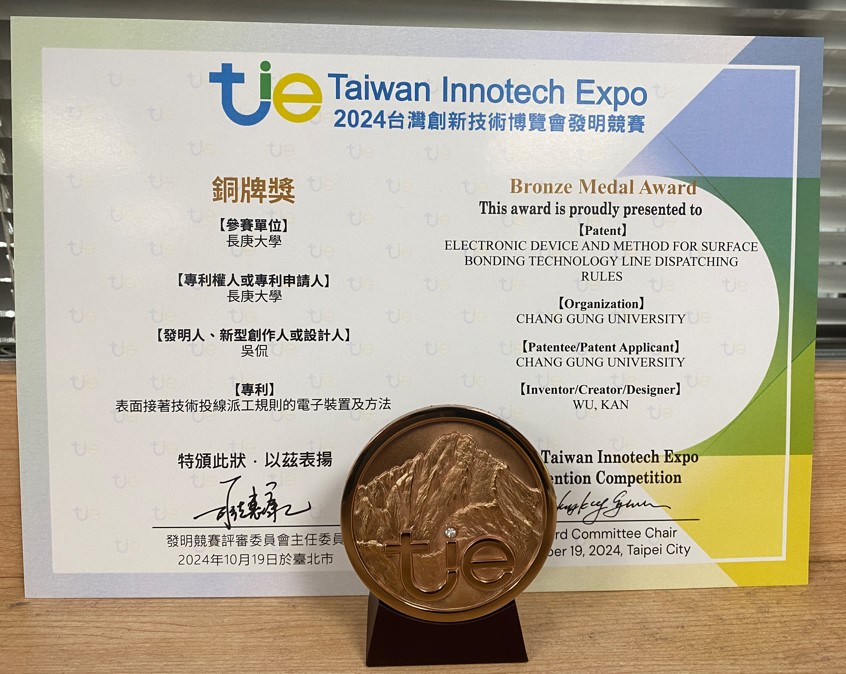 tie Taiwan Innotech Expo
2024台灣創新技術博覽會發明競賽
銅牌獎
【參賽單位】
長庚大學
【專利權人或專利申請人】
長庚大學
【發明人、新型創作人或設計人】
吳侃
【專利】
表面接著技術投線派工規則的電子裝置及方法
特頒此狀．以茲表揚
發明競賽評審委員會主任委員
2024年10月19日於臺北市
Bronze Medal Award
This award is proudly presented to
【Patent】
ELECTRONIC DEVICE AND METHOD FOR SURFACE
BONDING TECHNOLOGY LINE DISPATCHING
RULES
【Organization】
CHANG GUNG UNIVERSITY
【Patentee/Patent Applicant】
CHANG GUNG UNIVERSITY
【Inventor/Creator/Designer】
WU, KAN
Taiwan Innotech Expo
ention Competition
rd Committee Chair
ber 19, 2024, Taipei City
tie